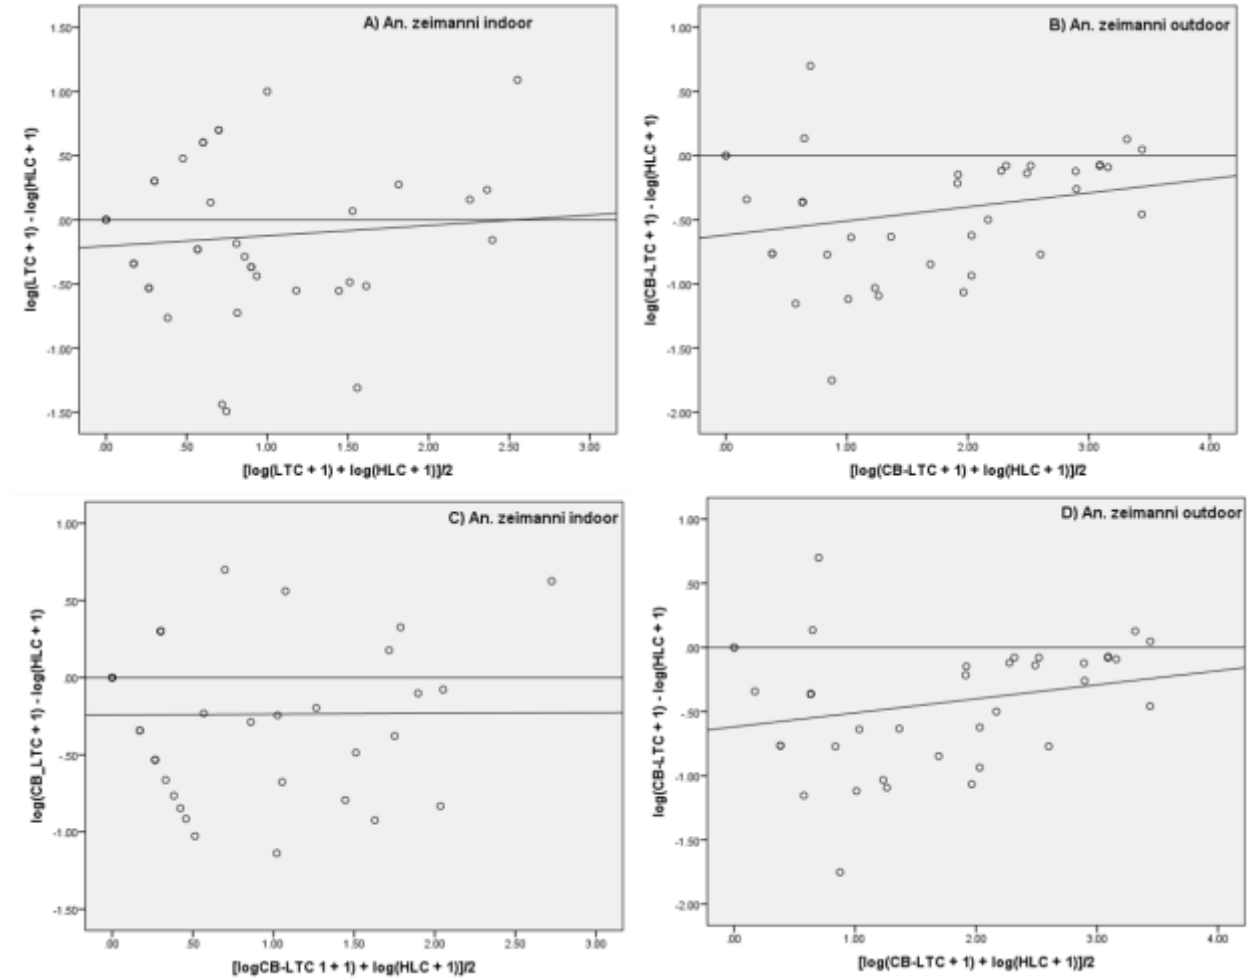 A) An. zeimanni indoor
1.50
1.00
.50
.00
-.50
-1.00
-1.50
log(LTC + 1) - log(HLC + 1)
.00 .50 1.00 1.50 2.00 2.50 3.00
[log(LTC + 1) + log(HLC + 1)]/2
B) An. zeimanni outdoor
1.00
.50
.00
-.50
-1.00
-1.50
-2.00
log(CB-LTC + 1) - log(HLC + 1)
.00 1.00 2.00 3.00 4.00
[log(CB-LTC + 1) + log(HLC + 1)]/2
C) An. zeimanni indoor
1.00
.50
.00
-.50
-1.00
-1.50
log(CB_LTC + 1) - log(HLC + 1)
.00 .50 1.00 1.50 2.00 2.50 3.00
[logCB-LTC 1 + 1) + log(HLC + 1)]/2
D) An. zeimanni outdoor
1.00
.50
.00
-.50
-1.00
-1.50
-2.00
log(CB-LTC + 1) - log(HLC + 1)
.00 1.00 2.00 3.00 4.00
[log(CB-LTC + 1) + log(HLC + 1)]/2